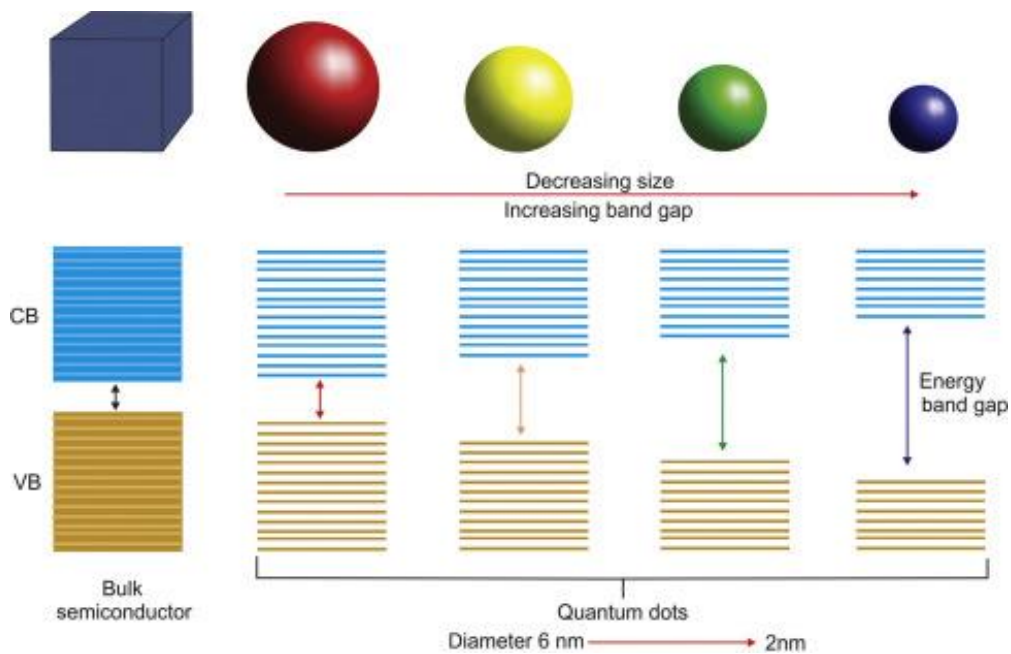 Decreasing size
Increasing band gap
CB
Energy
band gap
VB
Bulk
semiconductor
Quantum dots
Diameter 6 nm 2nm